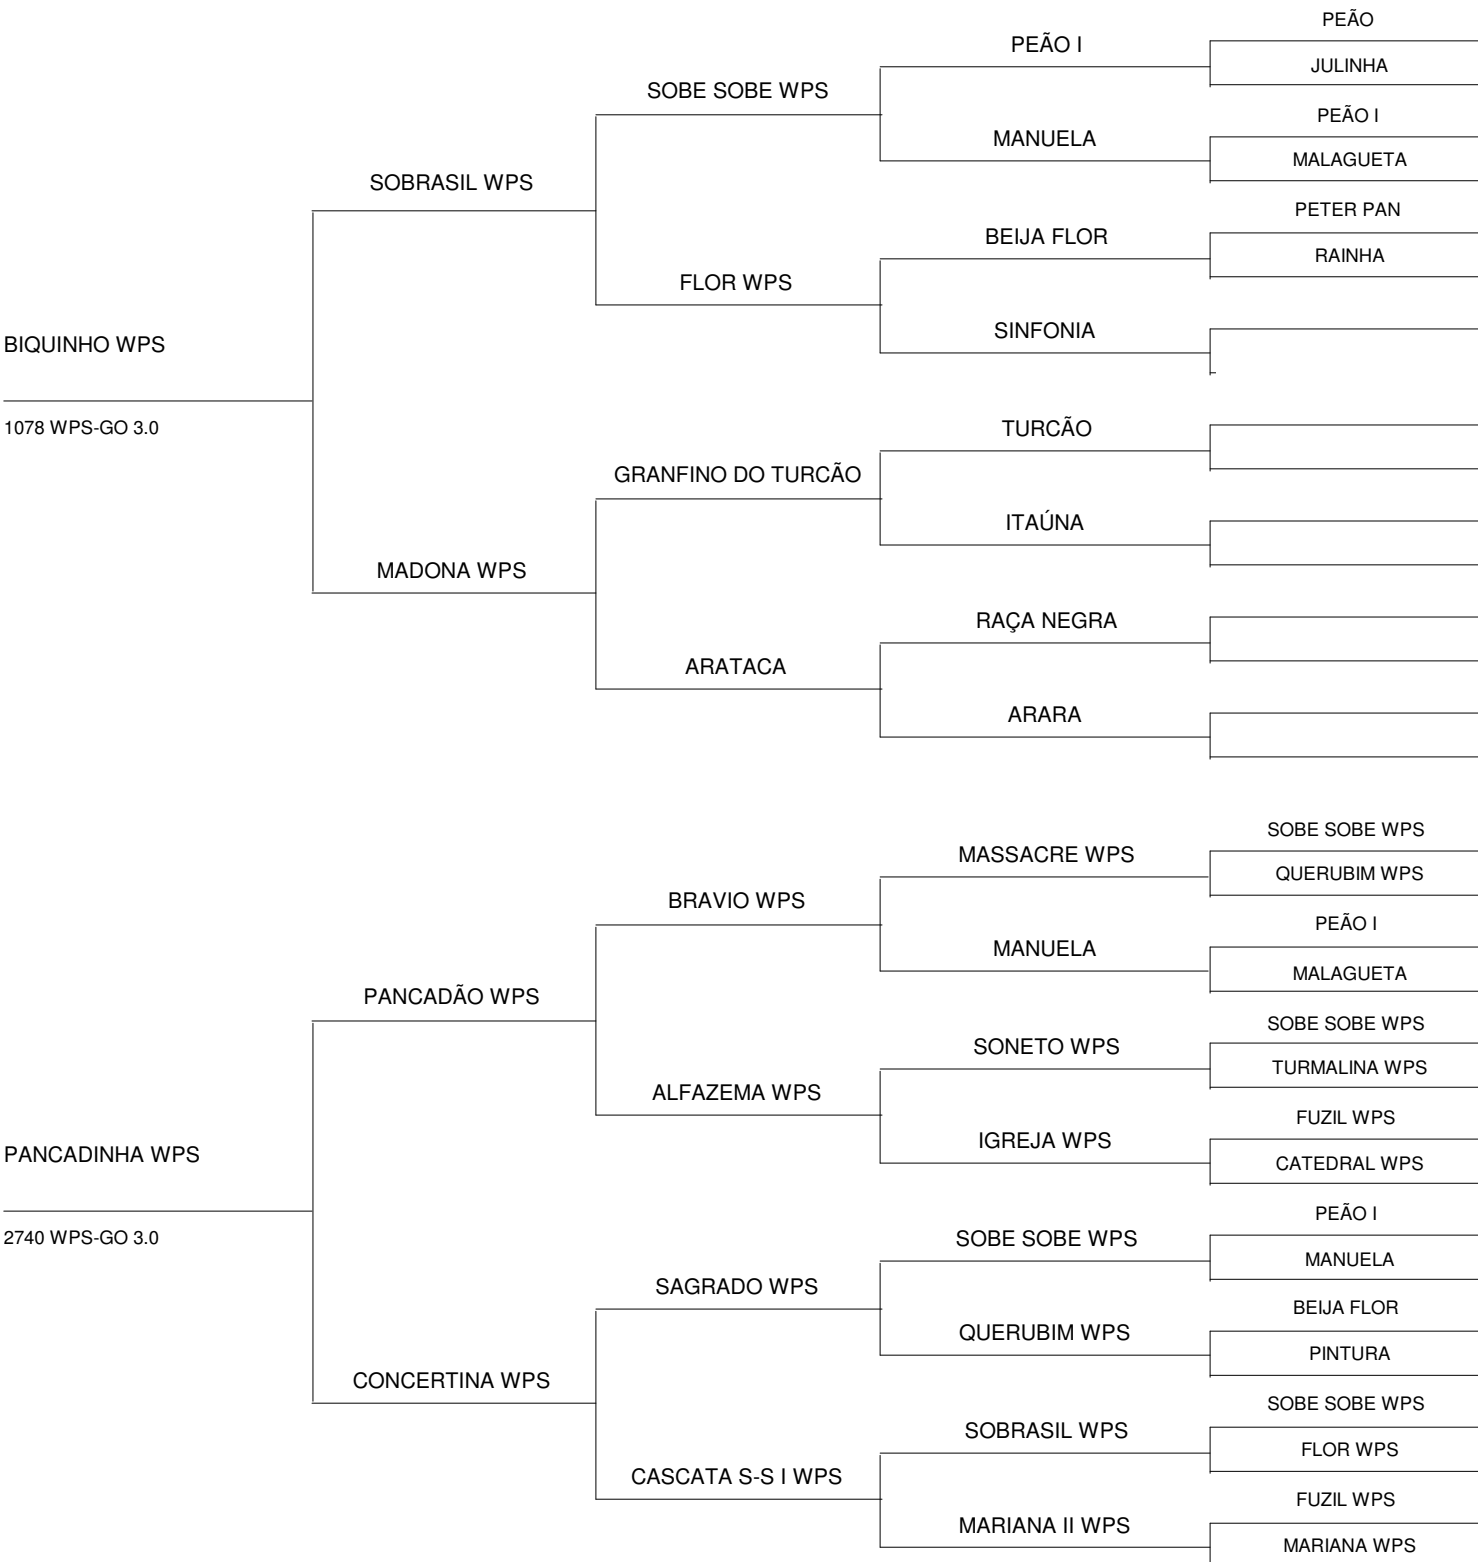 PEÃO
PEÃO I
JULINHA
SOBE SOBE WPS
PEÃO I
MANUELA
MALAGUETA
SOBRASIL WPS
PETER PAN
BEIJA FLOR
RAINHA
FLOR WPS
SINFONIA
BIQUINHO WPS
1078 WPS-GO 3.0
TURCÃO
GRANFINO DO TURCÃO
ITAÚNA
MADONA WPS
RAÇA NEGRA
ARATACA
ARARA
SOBE SOBE WPS
MASSACRE WPS
QUERUBIM WPS
BRAVIO WPS
PEÃO I
MANUELA
MALAGUETA
PANCADÃO WPS
SOBE SOBE WPS
SONETO WPS
TURMALINA WPS
ALFAZEMA WPS
FUZIL WPS
IGREJA WPS
CATEDRAL WPS
PANCADINHA WPS
2740 WPS-GO 3.0
PEÃO I
SOBE SOBE WPS
MANUELA
SAGRADO WPS
BEIJA FLOR
QUERUBIM WPS
PINTURA
CONCERTINA WPS
SOBE SOBE WPS
SOBRASIL WPS
FLOR WPS
CASCATA S-S I WPS
FUZIL WPS
MARIANA II WPS
MARIANA WPS